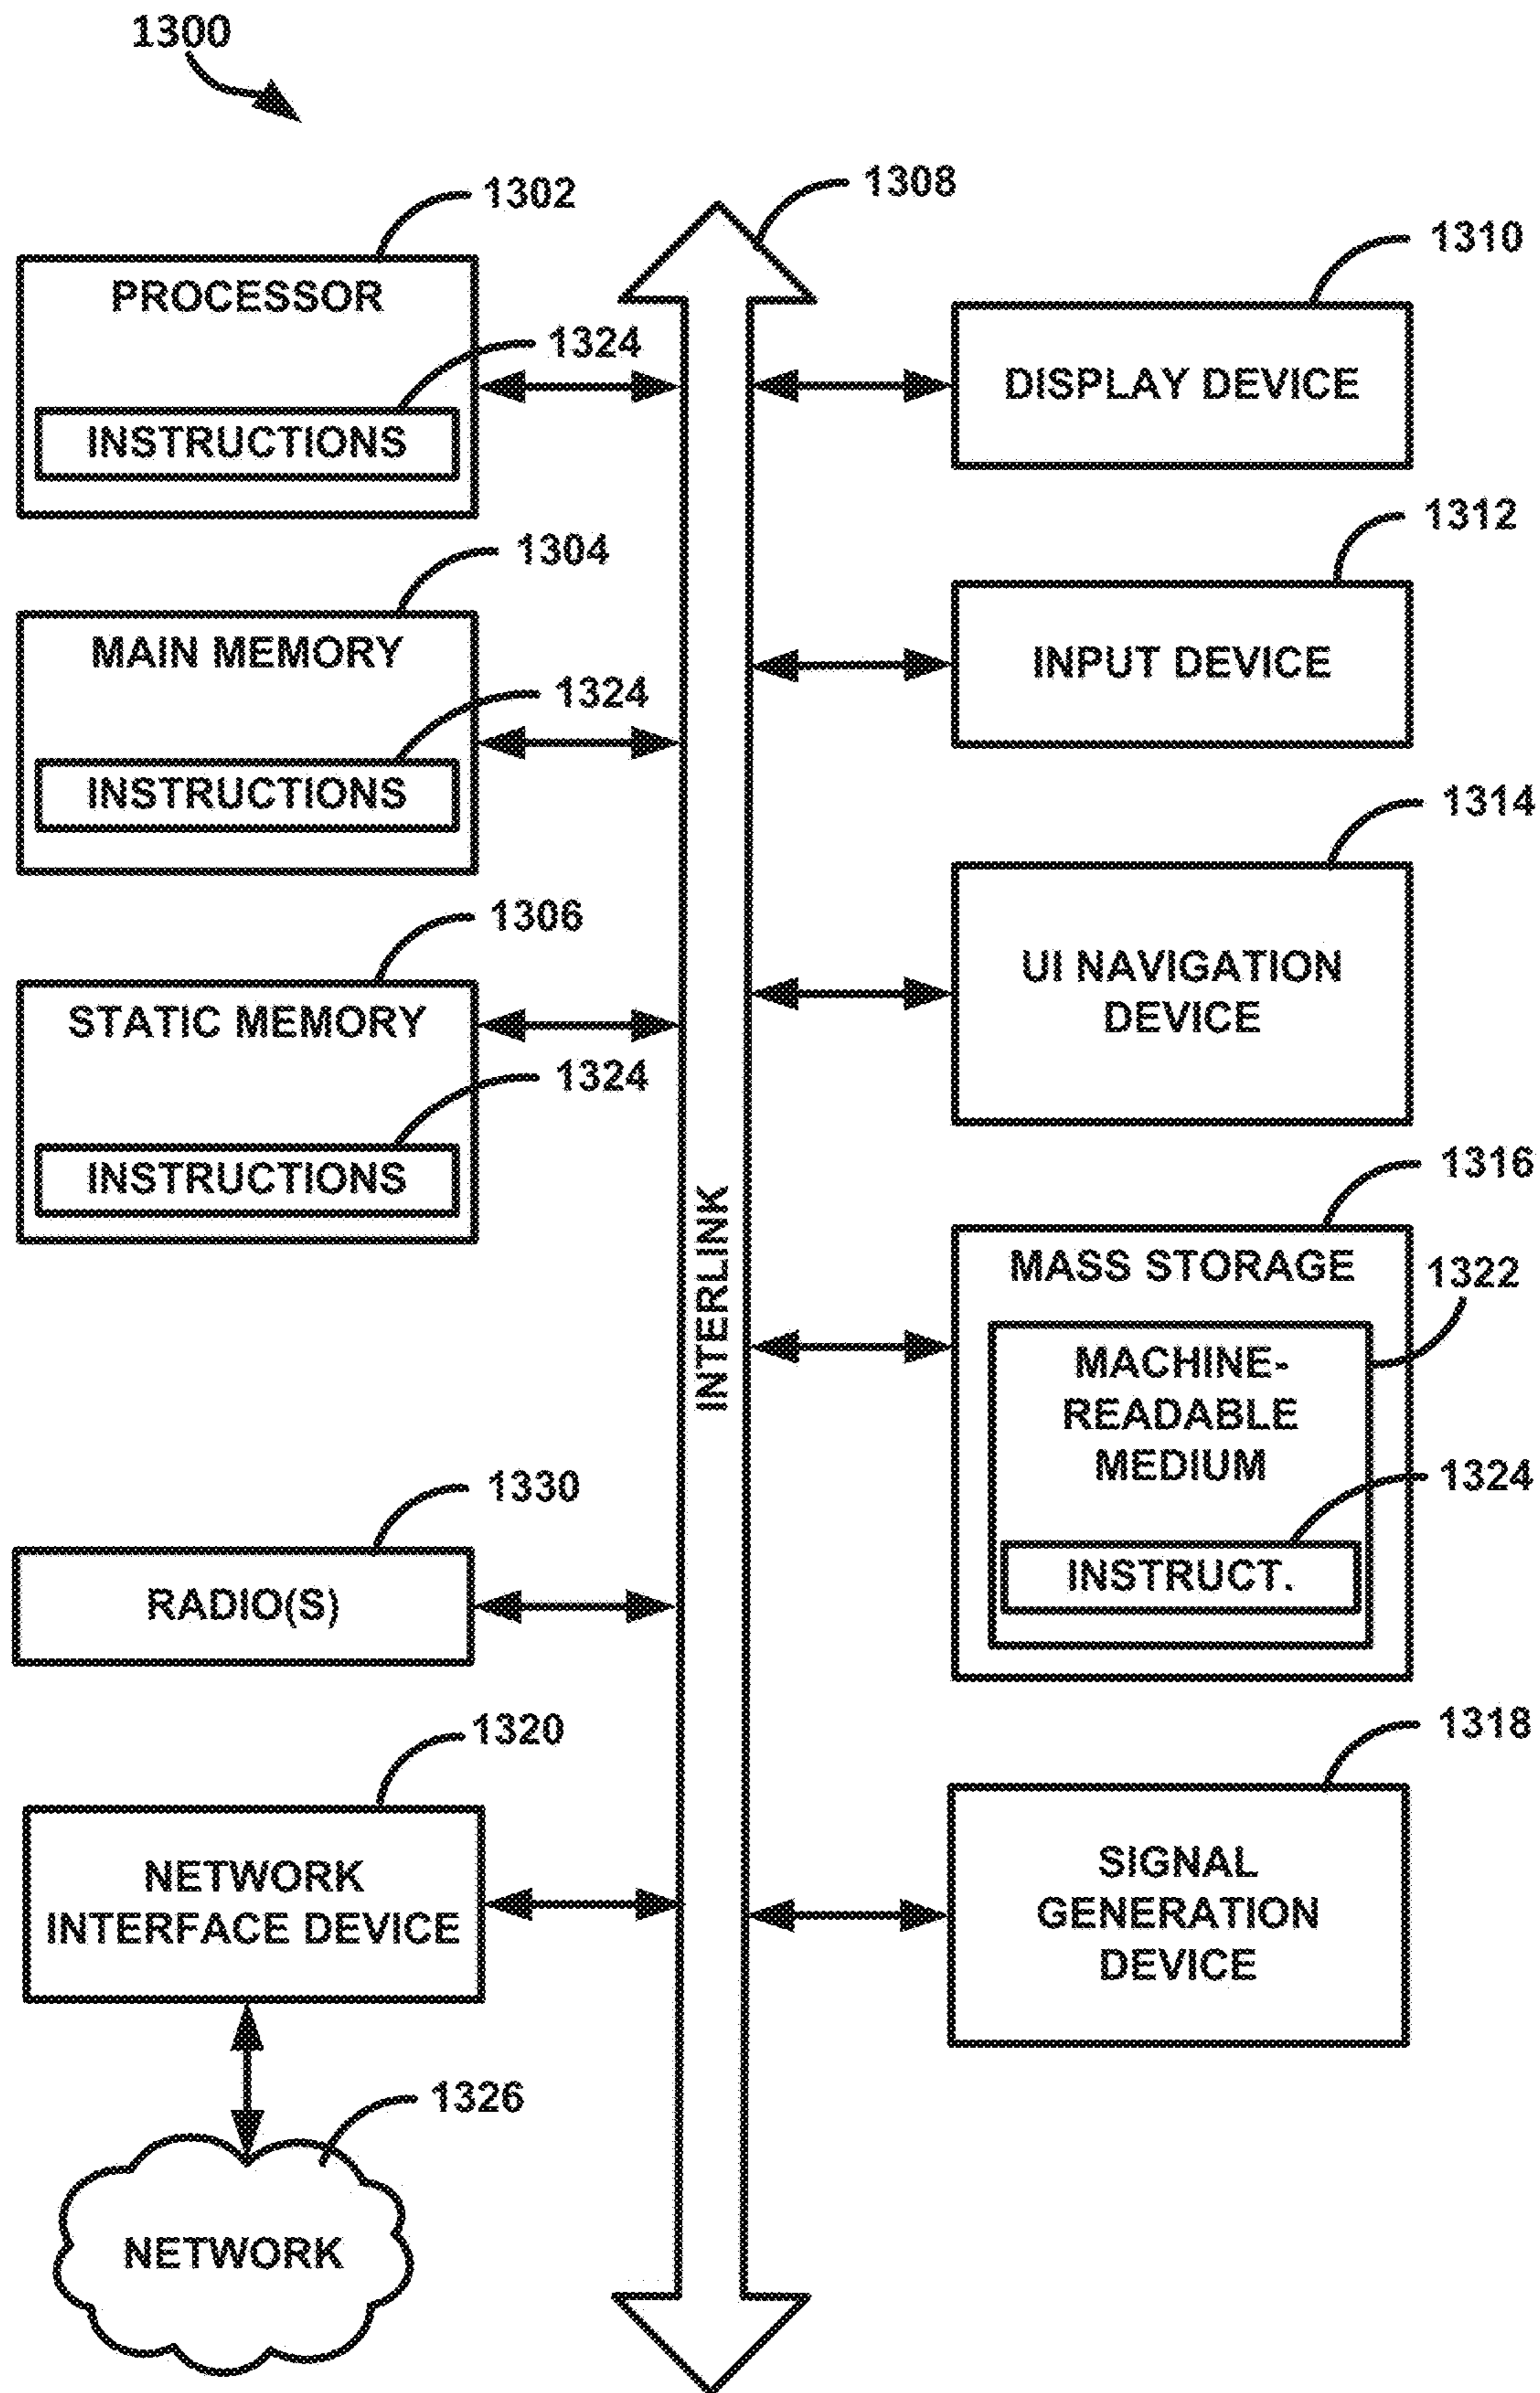 1300
1302
PROCESSOR
1324
INSTRUCTIONS
1304
MAIN MEMORY
1324
INSTRUCTIONS
1306
STATIC MEMORY
1324
INSTRUCTIONS
1330
RADIO(S)
1320
NETWORK
INTERFACE DEVICE
1326
NETWORK
1308
INTERLINK
1310
DISPLAY DEVICE
1312
INPUT DEVICE
1314
UI NAVIGATION
DEVICE
1316
MASS STORAGE
1322
MACHINE-
READABLE
MEDIUM
1324
INSTRUCT.
1318
SIGNAL
GENERATION
DEVICE